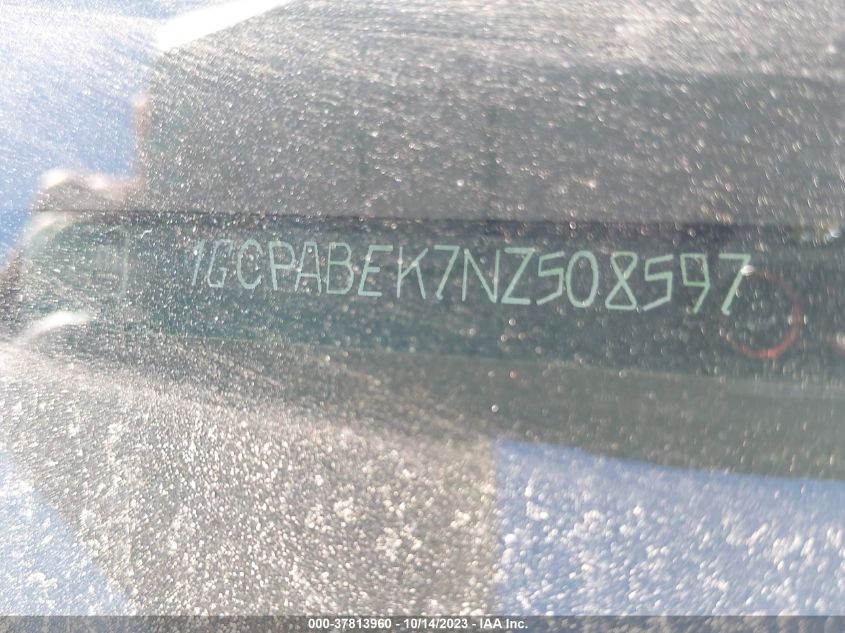 1GCPABEK7NZ508597
000-37813960 - 10/14/2023 - IAA Inc.